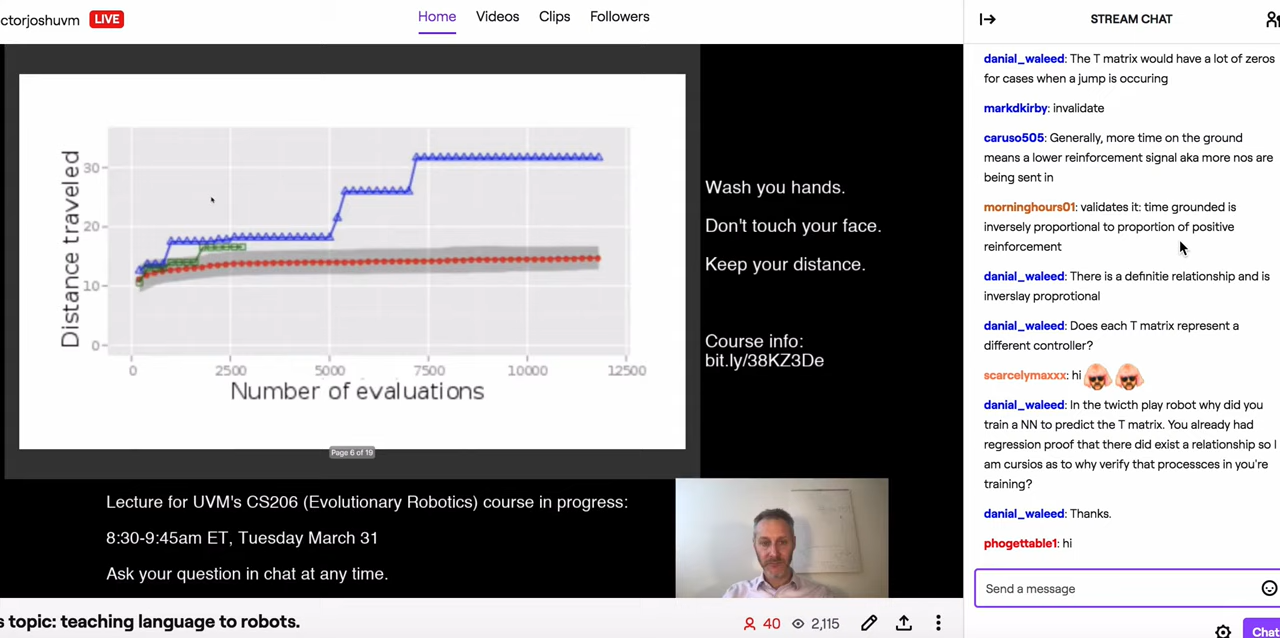 ctorjoshuvm LIVE
Home Videos Clips Followers
STREAM CHAT
Distance traveled
30
20
10
0
0 2500 5000 7500 10000 12500
Number of evaluations
Page 6 of 19
Wash you hands.
Don't touch your face.
Keep your distance.
Course info:
bit.ly/38KZ3De
Lecture for UVM's CS206 (Evolutionary Robotics) course in progress:
8:30-9:45am ET, Tuesday March 31
Ask your question in chat at any time.
s topic: teaching language to robots.
40 2,115
danial_waleed: The T matrix would have a lot of zeros
for cases when a jump is occuring
markdkirby: invalidate
caruso505: Generally, more time on the ground
means a lower reinforcement signal aka more nos are
being sent in
morninghours01: validates it: time grounded is
inversely proportional to proportion of positive
reinforcement
danial_waleed: There is a definitie relationship and is
inverslay proprotional
danial_waleed: Does each T matrix represent a
different controller?
scarcelymaxxx: hi
danial_waleed: In the twicth play robot why did you
train a NN to predict the T matrix. You already had
regression proof that there did exist a relationship so I
am cursios as to why verify that processces in you're
training?
danial_waleed: Thanks.
phogettable1: hi
Send a message
Chat